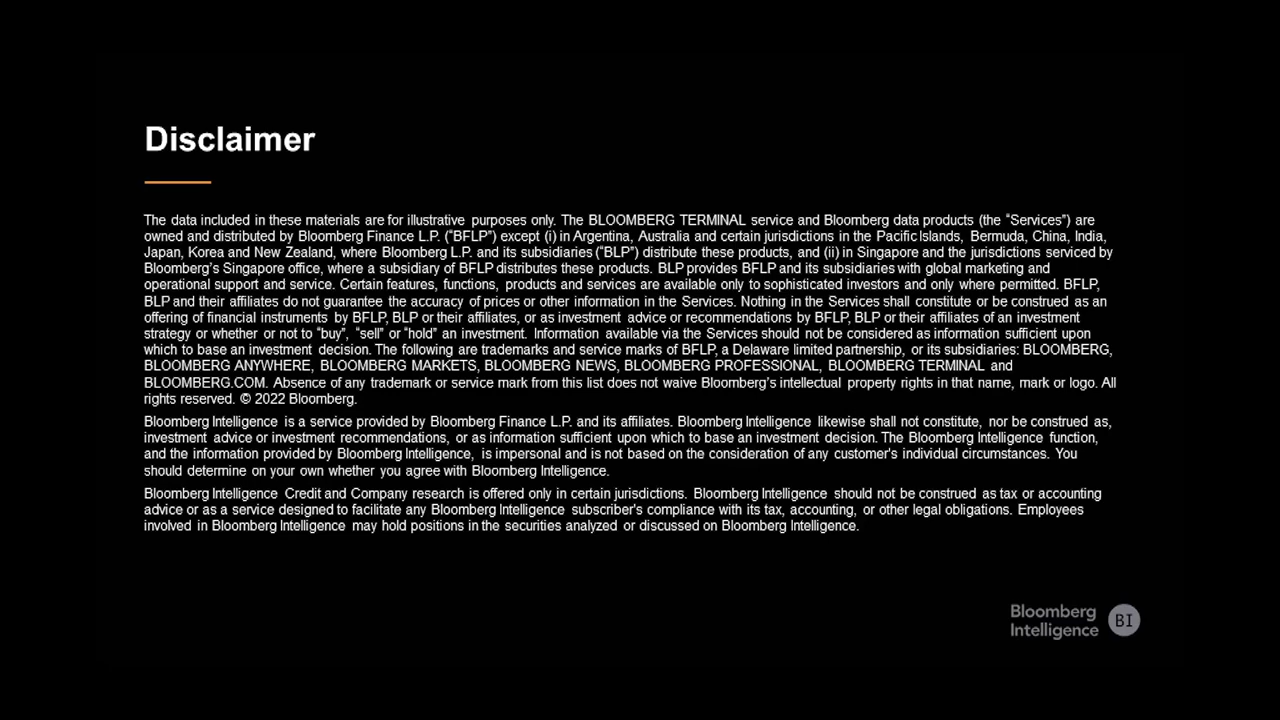 Disclaimer
The data included in these materials are for illustrative purposes only. The BLOOMBERG TERMINAL service and Bloomberg data products (the “Services”) are
owned and distributed by Bloomberg Finance L.P. (“BFLP”) except (i) in Argentina, Australia and certain jurisdictions in the Pacific Islands, Bermuda, China, India,
Japan, Korea and New Zealand, where Bloomberg L.P. and its subsidiaries (“BLP”) distribute these products, and (ii) in Singapore and the jurisdictions serviced by
Bloomberg’s Singapore office, where a subsidiary of BFLP distributes these products. BLP provides BFLP and its subsidiaries with global marketing and
operational support and service. Certain features, functions, products and services are available only to sophisticated investors and only where permitted. BFLP,
BLP and their affiliates do not guarantee the accuracy of prices or other information in the Services. Nothing in the Services shall constitute or be construed as an
offering of financial instruments by BFLP, BLP or their affiliates, or as investment advice or recommendations by BFLP, BLP or their affiliates of an investment
strategy or whether or not to “buy”, “sell” or “hold” an investment. Information available via the Services should not be considered as information sufficient upon
which to base an investment decision. The following are trademarks and service marks of BFLP, a Delaware limited partnership, or its subsidiaries: BLOOMBERG,
BLOOMBERG ANYWHERE, BLOOMBERG MARKETS, BLOOMBERG NEWS, BLOOMBERG PROFESSIONAL, BLOOMBERG TERMINAL and
BLOOMBERG.COM. Absence of any trademark or service mark from this list does not waive Bloomberg’s intellectual property rights in that name, mark or logo. All
rights reserved. © 2022 Bloomberg.
Bloomberg Intelligence is a service provided by Bloomberg Finance L.P. and its affiliates. Bloomberg Intelligence likewise shall not constitute, nor be construed as,
investment advice or investment recommendations, or as information sufficient upon which to base an investment decision. The Bloomberg Intelligence function,
and the information provided by Bloomberg Intelligence, is impersonal and is not based on the consideration of any customer's individual circumstances. You
should determine on your own whether you agree with Bloomberg Intelligence.
Bloomberg Intelligence Credit and Company research is offered only in certain jurisdictions. Bloomberg Intelligence should not be construed as tax or accounting
advice or as a service designed to facilitate any Bloomberg Intelligence subscriber's compliance with its tax, accounting, or other legal obligations. Employees
involved in Bloomberg Intelligence may hold positions in the securities analyzed or discussed on Bloomberg Intelligence.
Bloomberg
Intelligence BI